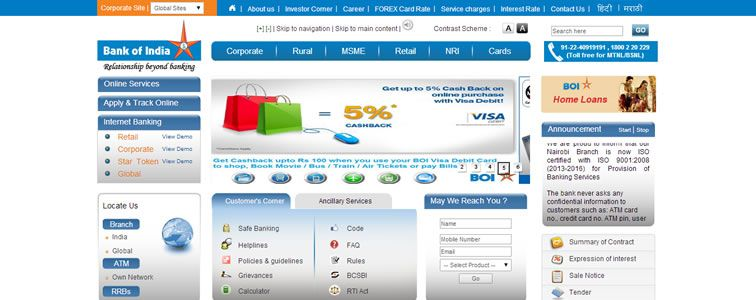 Corporate Site | Global Sites
About us | Investor Corner | Career | FOREX Card Rate | Service charges | Interest Rate | Contact Us | हिंदी | मराठी
[+] [-] | Skip to navigation | Skip to main content |
Contrast Scheme : A A
Search here
GO
Bank of India
Relationship beyond banking
Corporate Rural MSME Retail NRI Cards
91-22-40919191 , 1800 2 20 229
(Toll free for MTNL/BSNL)
Online Services
Apply & Track Online
Internet Banking
Retail View Demo
Corporate View Demo
Star Token View Demo
Global
Get up to 5% Cash Back on
online purchase
with Visa Debit!
= 5%*
CASHBACK
VISA
DEBIT
Get Cashback upto Rs 100 when you use your BOI Visa Debit Card
to shop, Book Movie / Bus / Train / Air Tickets or pay Bills
2 3 4 5 6
BOI
BOI
Home Loans
Announcement Start | Stop
We are proud to inform that our
Nairobi Branch is now ISO
certified with ISO 9001:2008
(2013-2016) for Provision of
Banking Services
The bank never asks any
confidential information to
customers such as: ATM card
no., credit card no. ATM pin, user
Summary of Contract
Expression of interest
Sale Notice
Tender
Locate Us
Branch
India
Global
ATM
Own Network
RRBs
Customer's Corner Ancillary Services
Safe Banking
Helplines
Policies & guidelines
Grievances
Calculator
Code
FAQ
Rules
BCSBI
RTI Act
May We Reach You ?
Name
Mobile Number
Email
-- Select Product --
Go